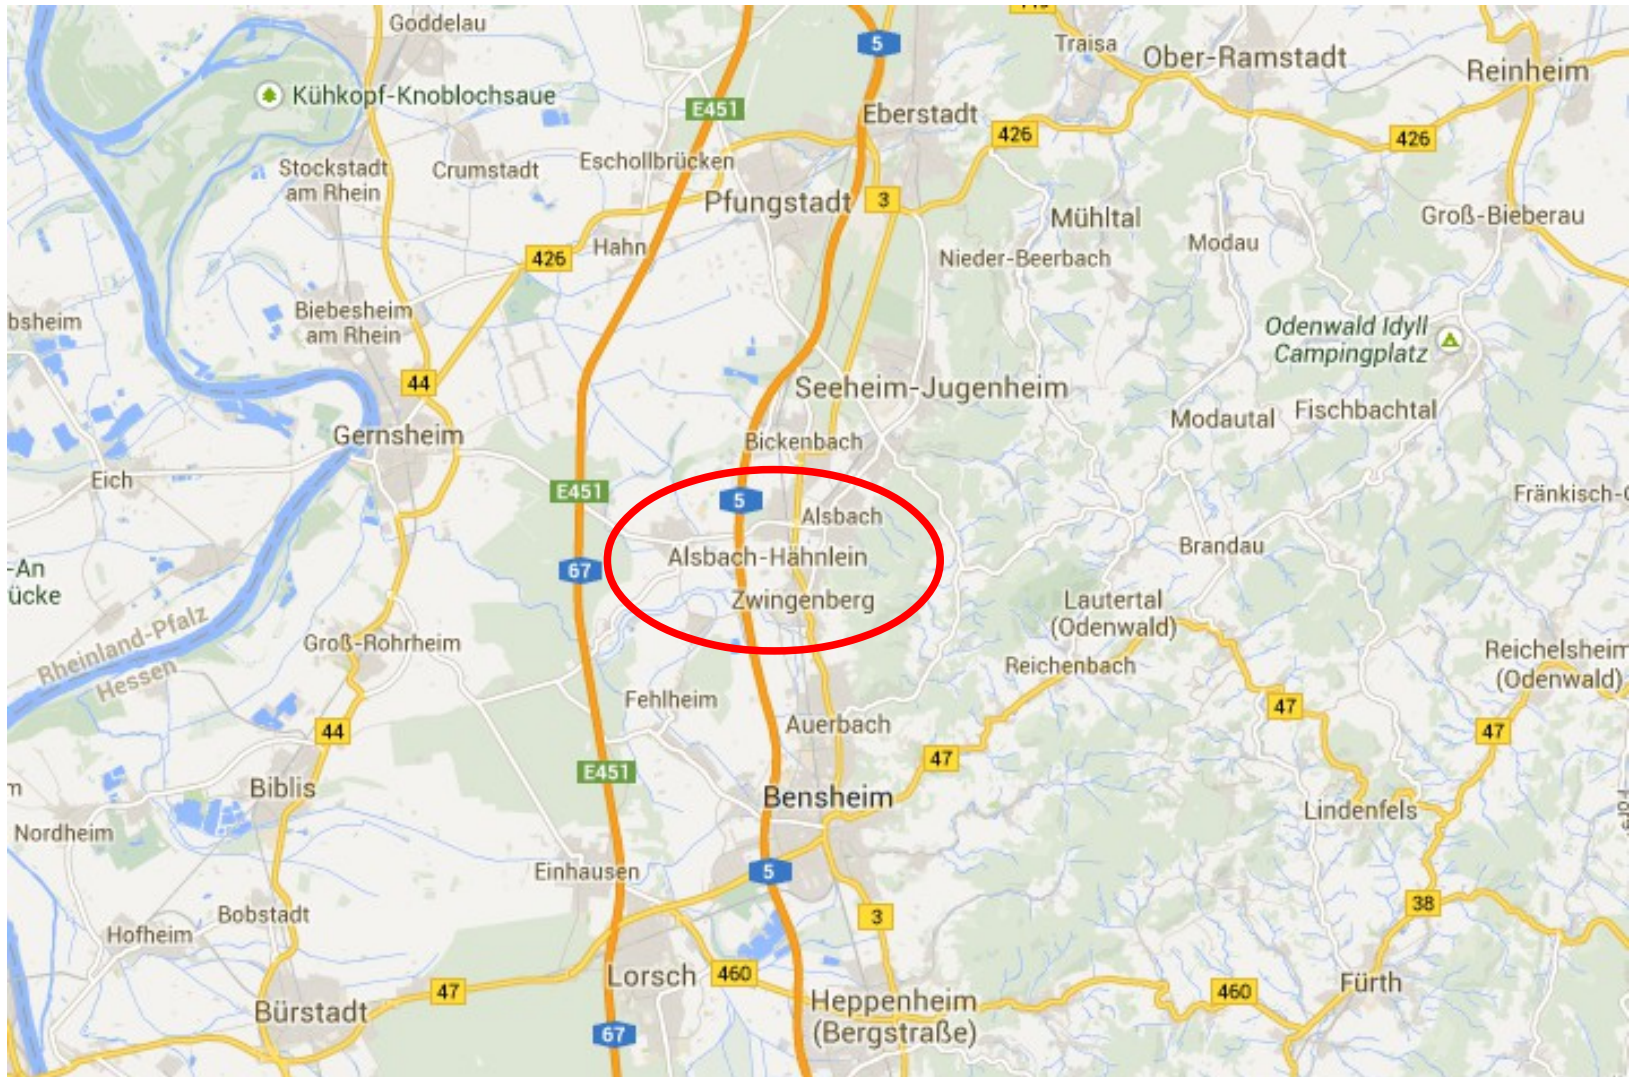 Goddelau
5
Traisa
Ober-Ramstadt
Reinheim
Kühkopf-Knoblochsaue
E451
Eberstadt
426
426
Stockstadt
am Rhein
Crumstadt
Eschollbrücken
Pfungstadt
3
Mühltal
Groß-Bieberau
426
Hahn
Nieder-Beerbach
Modau
Biebesheim
am Rhein
bsheim
Odenwald Idyll
Campingplatz
44
Seeheim-Jugenheim
Modautal
Fischbachtal
Gernsheim
Bickenbach
Eich
E451
5
Fränkisch-
Alsbach
Alsbach-Hähnlein
Brandau
-An
ücke
67
Zwingenberg
Lautertal
(Odenwald)
Rheinland-Pfalz
Hessen
Groß-Rohrheim
Reichenbach
Reichelsheim
(Odenwald)
Fehlheim
47
Auerbach
44
47
47
E451
Biblis
Bensheim
m
Nordheim
Lindenfels
Einhausen
5
38
Bobstadt
3
Hofheim
Lorsch
460
47
Fürth
460
Bürstadt
Heppenheim
(Bergstraße)
67